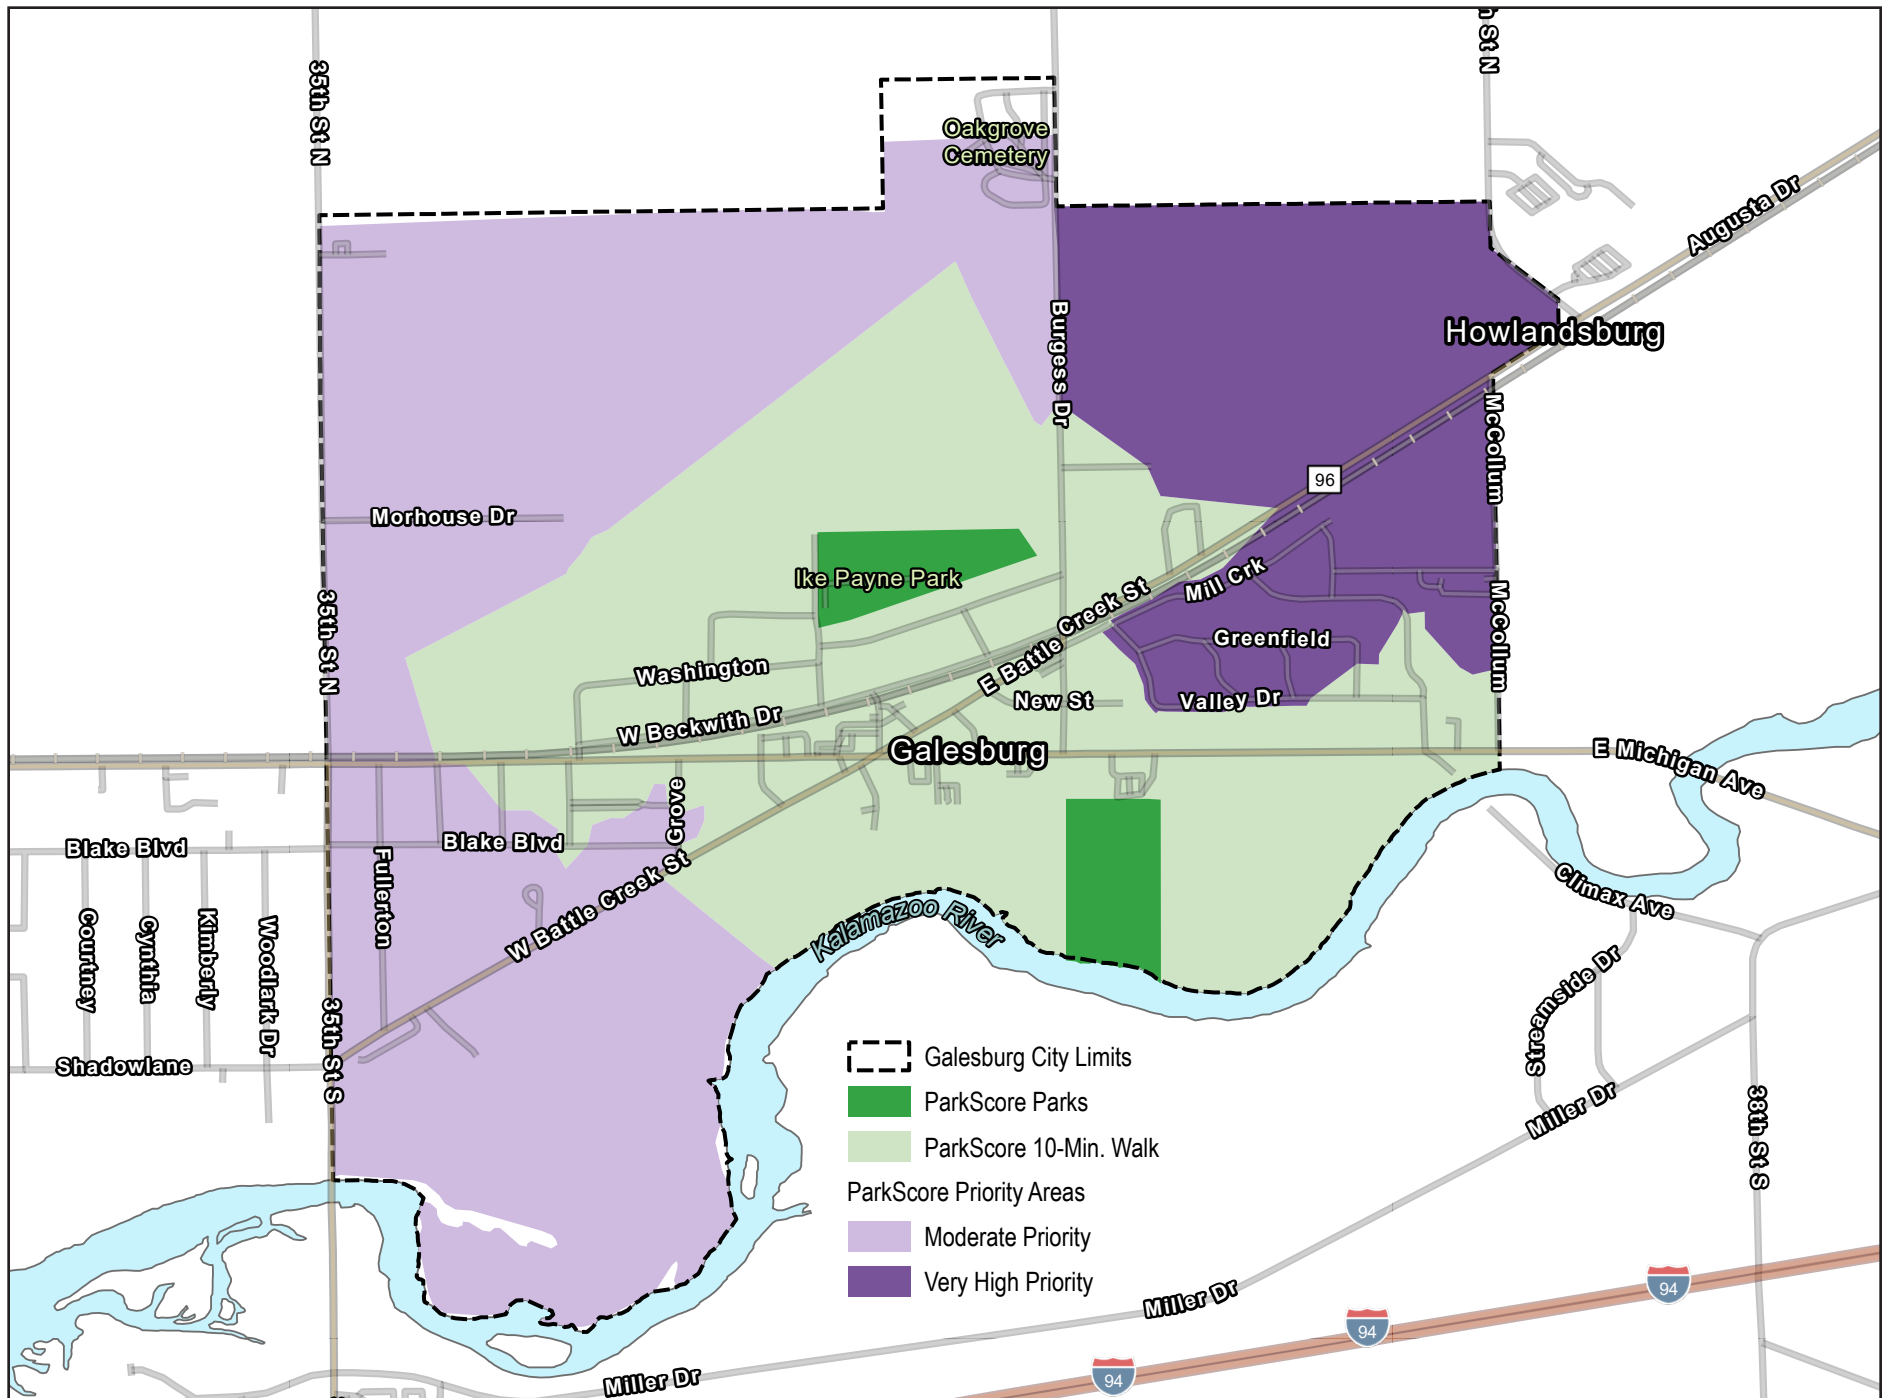 35th St N
h St N
Oakgrove
Cemetery
Augusta Dr
Burgess Dr
Howlandsburg
McCollum
96
Morhouse Dr
Ike Payne Park
Mill Crk
E Battle Creek St
Greenfield
McCollum
35th St N
Washington
New St
Valley Dr
W Beckwith Dr
Galesburg
E Michigan Ave
Grove
Blake Blvd
Blake Blvd
Fullerton
W Battle Creek St
Kalamazoo River
Climax Ave
Courtney
Cynthia
Kimberly
Woodlark Dr
Streamside Dr
35th St S
Shadowlane
Miller Dr
38th St S
Galesburg City Limits
ParkScore Parks
ParkScore 10-Min. Walk
ParkScore Priority Areas
Moderate Priority
Very High Priority
Miller Dr
94
94
94
Miller Dr